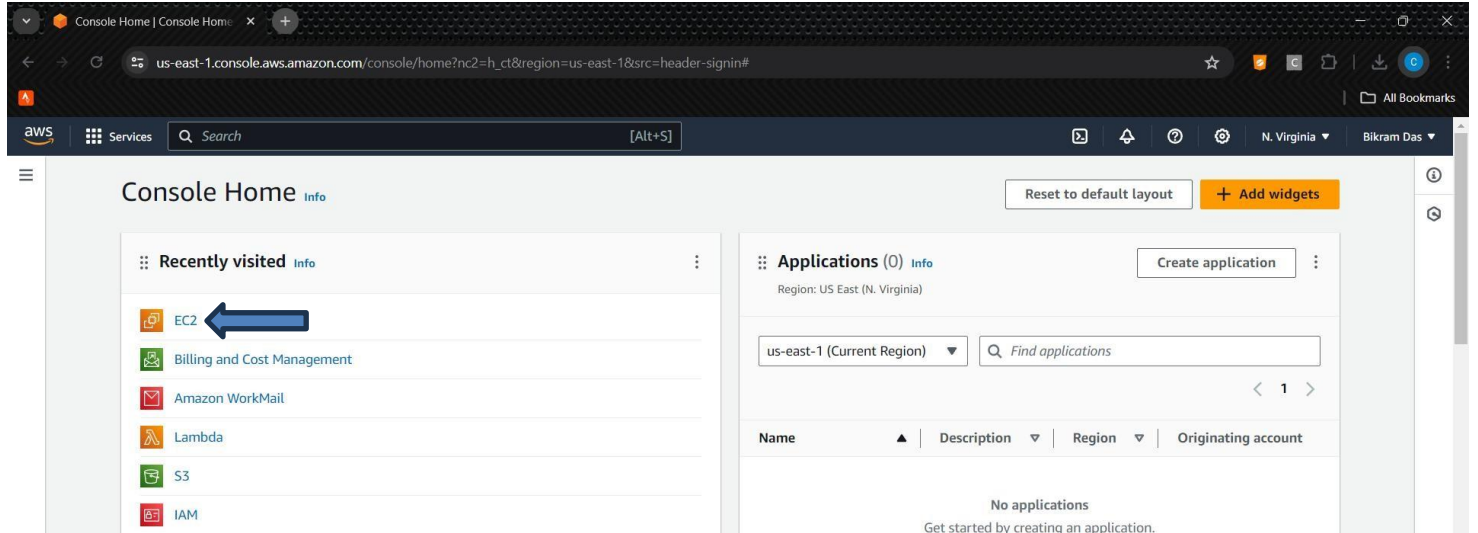 Console Home | Console Home
us-east-1.console.aws.amazon.com/console/home?nc2=h_ct&region=us-east-1&src=header-signin#
C
C
All Bookmarks
aws
Services
Search
[Alt+S]
N. Virginia
Bikram Das
Console Home Info
Reset to default layout
+ Add widgets
Recently visited Info
EC2
Billing and Cost Management
Amazon WorkMail
Lambda
S3
IAM
Applications (0) Info
Create application
Region: US East (N. Virginia)
us-east-1 (Current Region)
Find applications
1
Name
Description
Region
Originating account
No applications
Get started by creating an application.